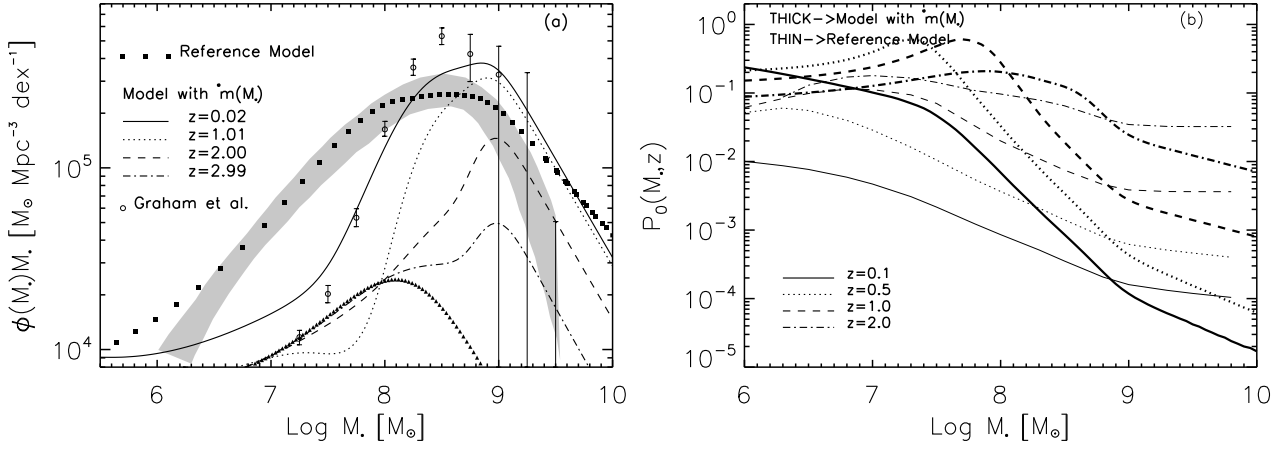 (a)
Reference Model
Model with ṁ(M•)
z=0.02
z=1.01
z=2.00
z=2.99
Graham et al.
ϕ(M•)M• [M⊙ Mpc⁻³ dex⁻¹]
10⁵
10⁴
6 7 8 9 10
Log M• [M⊙]
(b)
THICK->Model with ṁ(M•)
THIN->Reference Model
z=0.1
z=0.5
z=1.0
z=2.0
P₀(M•,z)
10⁰
10⁻¹
10⁻²
10⁻³
10⁻⁴
10⁻⁵
6 7 8 9 10
Log M• [M⊙]